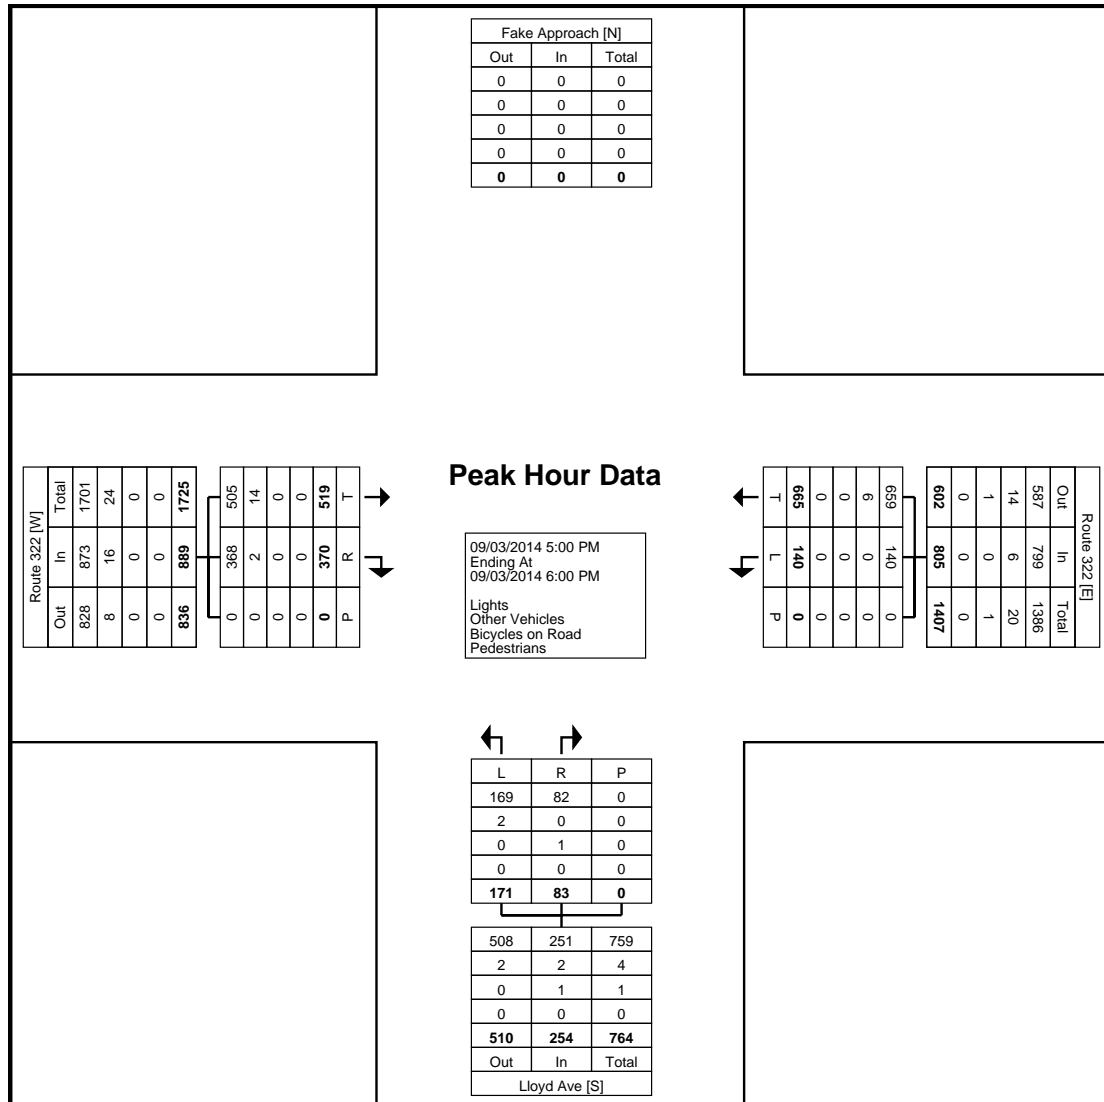 Fake Approach [N]
Out In Total
0 0 0
0 0 0
0 0 0
0 0 0
0 0 0
Peak Hour Data
09/03/2014 5:00 PM
Ending At
09/03/2014 6:00 PM
Lights
Other Vehicles
Bicycles on Road
Pedestrians
Route 322 [W]
Total 1701 24 0 0 1725
In 873 16 0 0 889
Out 828 8 0 0 836
505 14 0 0 519 T
368 2 0 0 370 R
0 0 0 0 0 P
T 665 0 0 6 659
L 140 0 0 0 140
P 0 0 0 0 0
602 0 1 14 587 Out
805 0 0 6 799 In
1407 0 1 20 1386 Total
Route 322 [E]
L R P
169 82 0
2 0 0
0 1 0
0 0 0
171 83 0
508 251 759
2 2 4
0 1 1
0 0 0
510 254 764
Out In Total
Lloyd Ave [S]